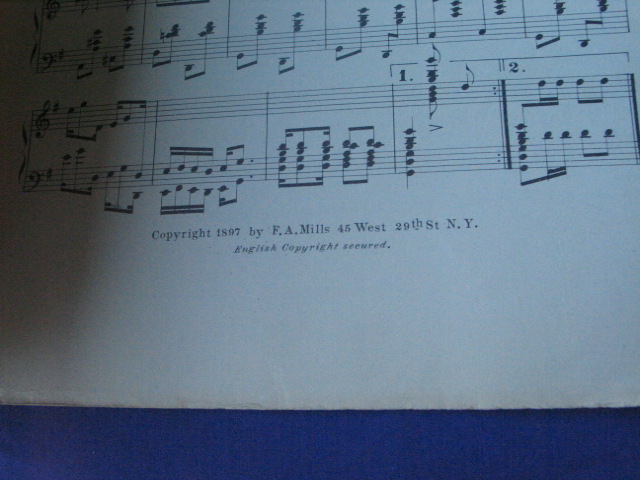 1.
2.
Copyright 1897 by F.A.Mills 45 West 29th St N.Y.
English Copyright secured.